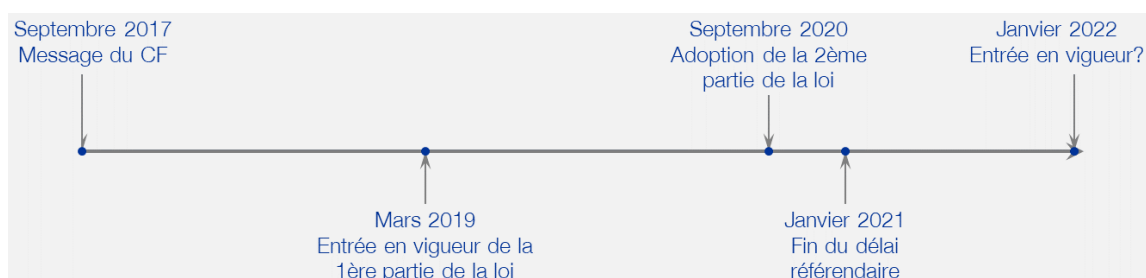 Septembre 2017
Message du CF
Septembre 2020
Adoption de la 2ème
partie de la loi
Janvier 2022
Entrée en vigueur?
Mars 2019
Entrée en vigueur de la
1ère partie de la loi
Janvier 2021
Fin du délai
référendaire